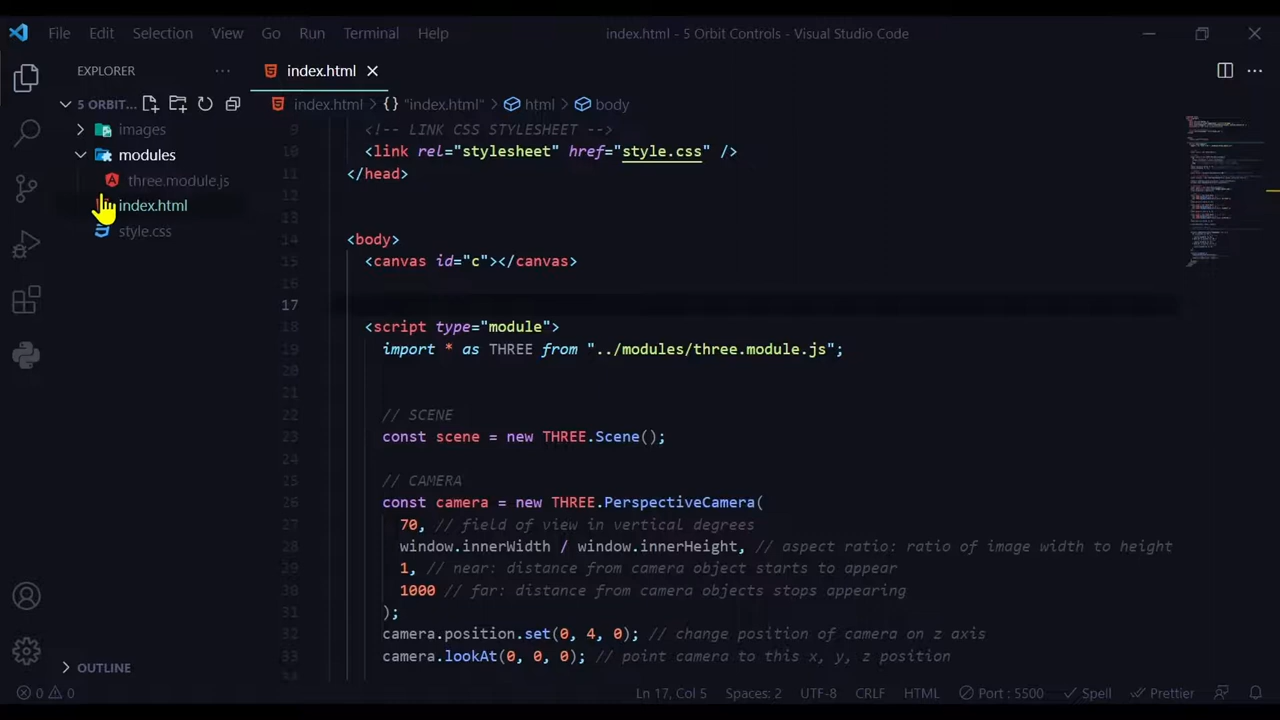 File Edit Selection View Go Run Terminal Help index.html - 5 Orbit Controls - Visual Studio Code
EXPLORER
index.html
5 ORBIT...
index.html > {} "index.html" > html > body
images
modules
three.module.js
index.html
style.css
9 <!-- LINK CSS STYLESHEET -->
10 <link rel="stylesheet" href="style.css" />
11 </head>
12
13
14 <body>
15 <canvas id="c"></canvas>
16
17
18 <script type="module">
19 import * as THREE from "../modules/three.module.js";
20
21
22 // SCENE
23 const scene = new THREE.Scene();
24
25 // CAMERA
26 const camera = new THREE.PerspectiveCamera(
27 70, // field of view in vertical degrees
28 window.innerWidth / window.innerHeight, // aspect ratio: ratio of image width to height
29 1, // near: distance from camera object starts to appear
30 1000 // far: distance from camera objects stops appearing
31 );
32 camera.position.set(0, 4, 0); // change position of camera on z axis
33 camera.lookAt(0, 0, 0); // point camera to this x, y, z position
OUTLINE
0 0 Ln 17, Col 5 Spaces: 2 UTF-8 CRLF HTML Port : 5500 Spell Prettier